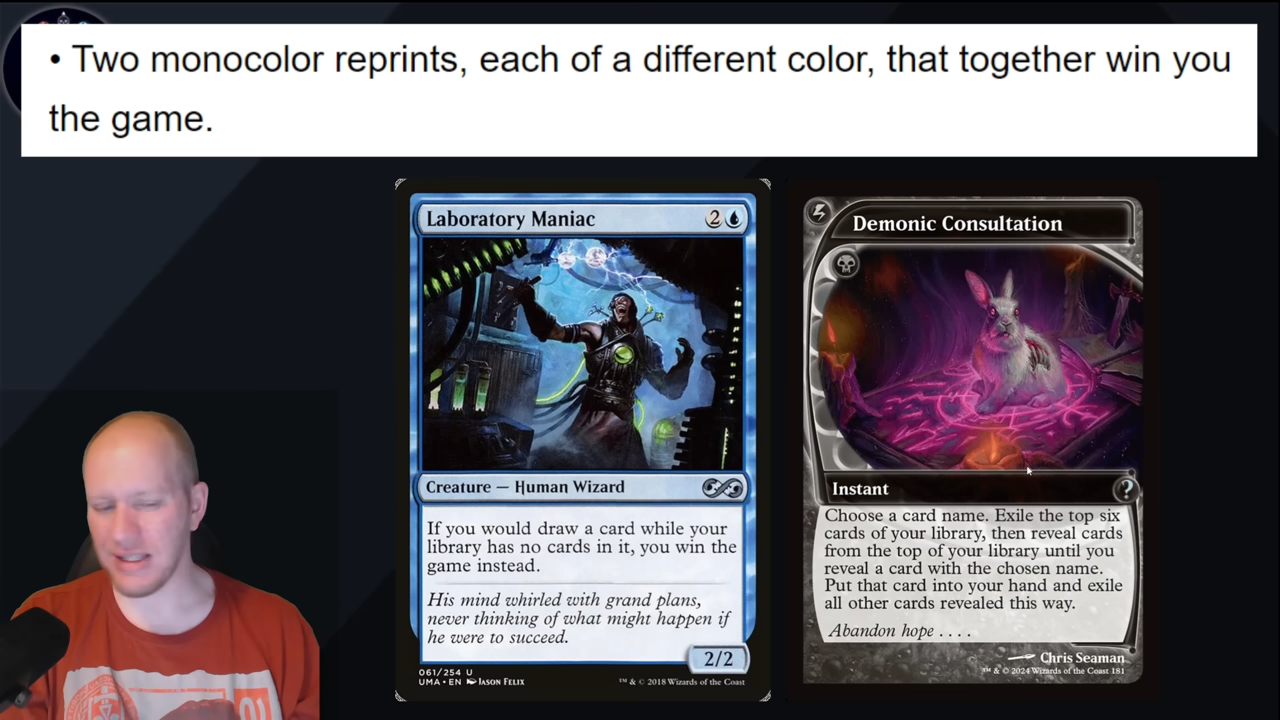 • Two monocolor reprints, each of a different color, that together win you
the game.
Laboratory Maniac 2
Creature — Human Wizard
If you would draw a card while your
library has no cards in it, you win the
game instead.
His mind whirled with grand plans,
never thinking of what might happen if
he were to succeed.
2/2
061/254 U
UMA • EN Jason Felix
™ & © 2018 Wizards of the Coast
Demonic Consultation
Instant
Choose a card name. Exile the top six
cards of your library, then reveal cards
from the top of your library until you
reveal a card with the chosen name.
Put that card into your hand and exile
all other cards revealed this way.
Abandon hope . . . .
Chris Seaman
™ & © 2024 Wizards of the Coast 181
01